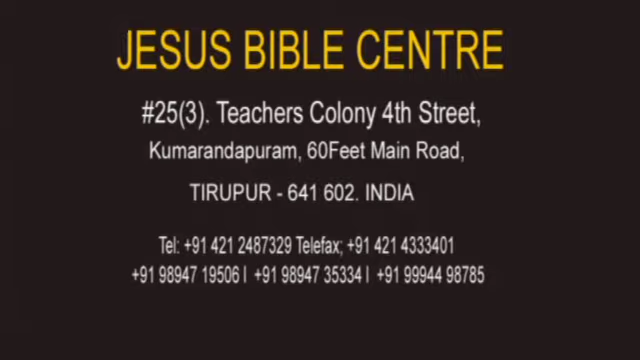 JESUS BIBLE CENTRE
#25(3). Teachers Colony 4th Street,
Kumarandapuram, 60Feet Main Road,
TIRUPUR - 641 602. INDIA
Tel: +91 421 2487329 Telefax; +91 421 4333401
+91 98947 19506 l +91 98947 35334 l +91 99944 98785